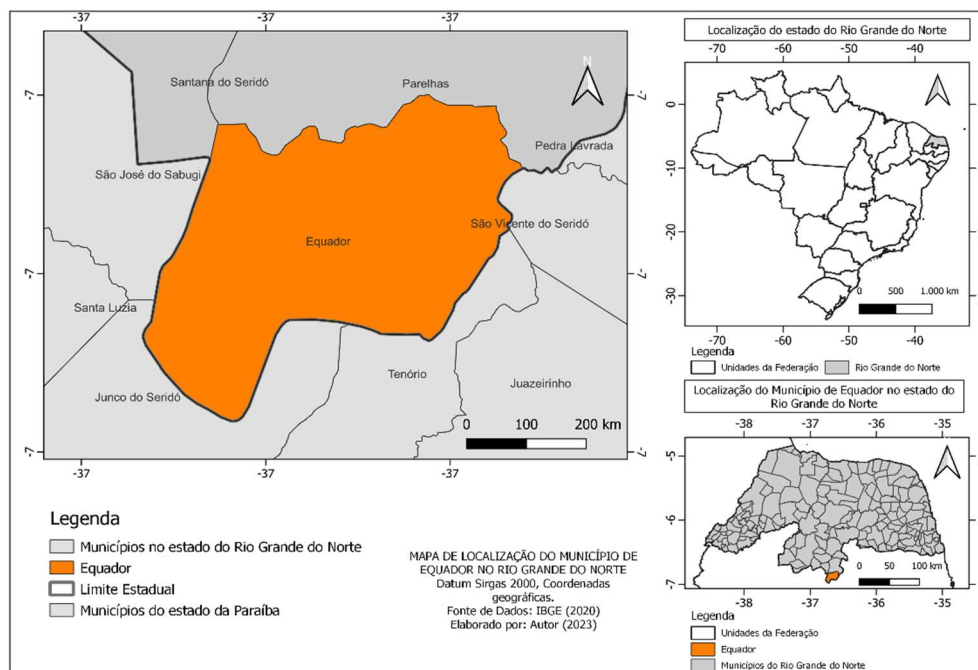 -37 -37 -37
-7
-7
-7
-7
-7
-7
N
Santana do Seridó
Parelhas
Pedra Lavrada
São José do Sabugi
São Vicente do Seridó
Equador
Santa Luzia
Tenório
Juazeirinho
Junco do Seridó
0 100 200 km
-37 -37 -37
Legenda
Municípios no estado do Rio Grande do Norte
Equador
Limite Estadual
Municípios do estado da Paraíba
MAPA DE LOCALIZAÇÃO DO MUNICÍPIO DE
EQUADOR NO RIO GRANDE DO NORTE
Datum Sirgas 2000, Coordenadas
geográficas.
Fonte de Dados: IBGE (2020)
Elaborado por: Autor (2023)
Localização do estado do Rio Grande do Norte
-70 -60 -50 -40
0
-10
-20
-30
0 500 1.000 km
-70 -60 -50 -40
Legenda
Unidades da Federação Rio Grande do Norte
Localização do Município de Equador no estado do
Rio Grande do Norte
-38 -37 -36 -35
-5
-6
-7
0 50 100 km
-38 -37 -36 -35
Legenda
Unidades da Federação
Equador
Municípios do Rio Grande do Norte